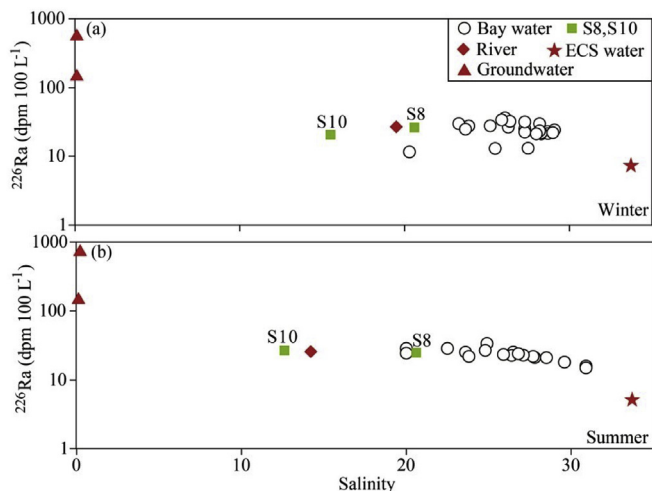 1000
(a)
Bay water
S8,S10
River
ECS water
Groundwater
100
S10
S8
10
1
Winter
²²⁶Ra (dpm 100 L⁻¹)
1000
(b)
100
S10
S8
10
1
Summer
²²⁶Ra (dpm 100 L⁻¹)
0
10
20
30
Salinity